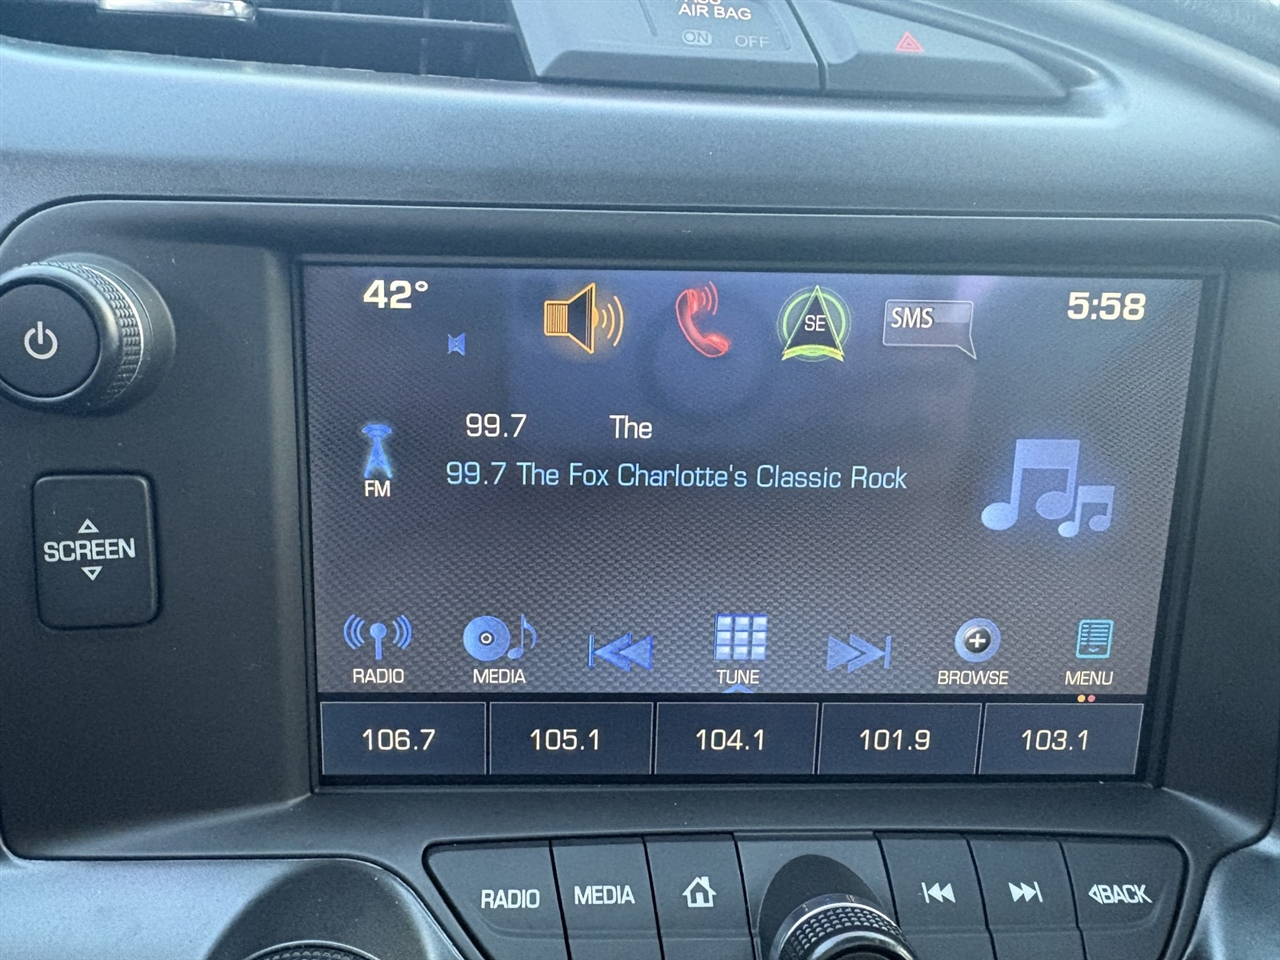 AIR BAG
ON OFF
42°
SMS
5:58
SE
99.7 The
99.7 The Fox Charlotte's Classic Rock
FM
SCREEN
RADIO MEDIA TUNE BROWSE MENU
106.7 105.1 104.1 101.9 103.1
RADIO MEDIA BACK